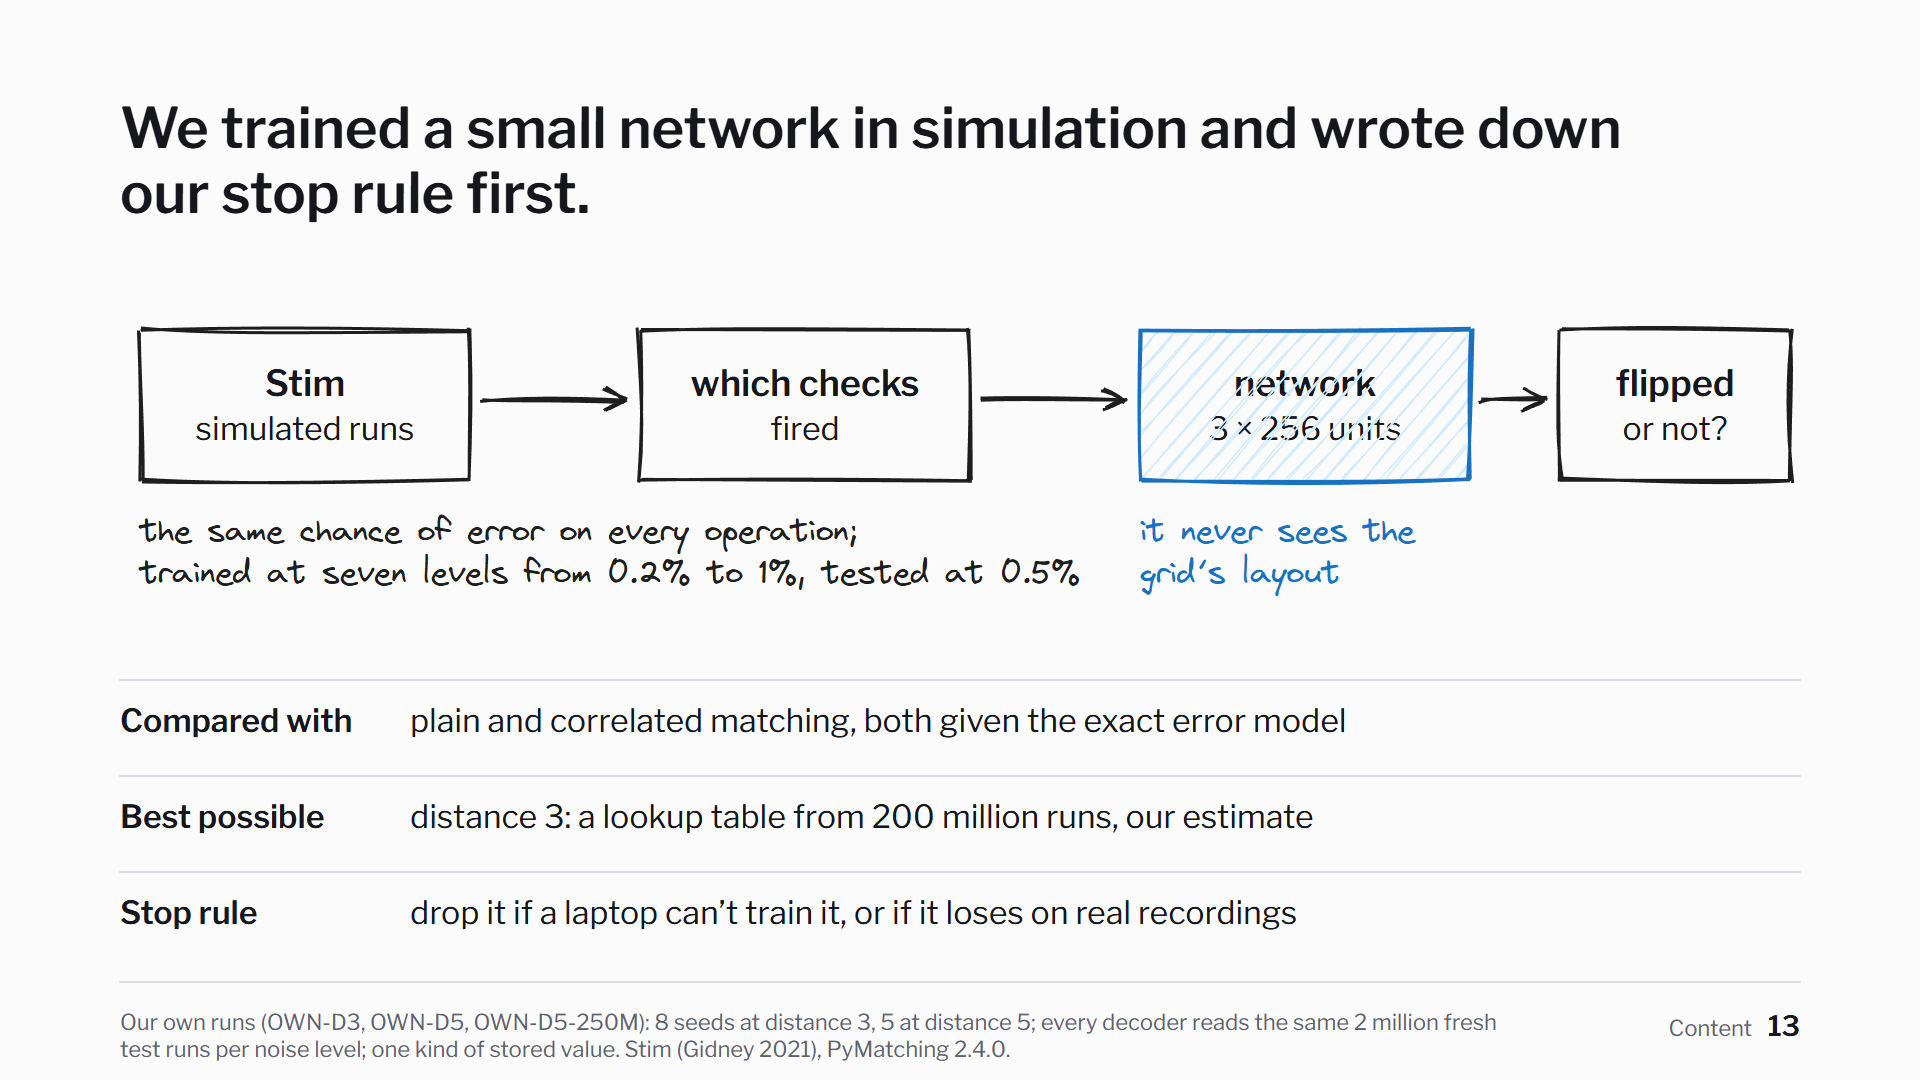 We trained a small network in simulation and wrote down
our stop rule first.
Stim
simulated runs
which checks
fired
network
3 × 256 units
flipped
or not?
the same chance of error on every operation;
trained at seven levels from 0.2% to 1%, tested at 0.5%
it never sees the
grid's layout
Compared with plain and correlated matching, both given the exact error model
Best possible distance 3: a lookup table from 200 million runs, our estimate
Stop rule drop it if a laptop can’t train it, or if it loses on real recordings
Our own runs (OWN-D3, OWN-D5, OWN-D5-250M): 8 seeds at distance 3, 5 at distance 5; every decoder reads the same 2 million fresh
test runs per noise level; one kind of stored value. Stim (Gidney 2021), PyMatching 2.4.0.
Content 13